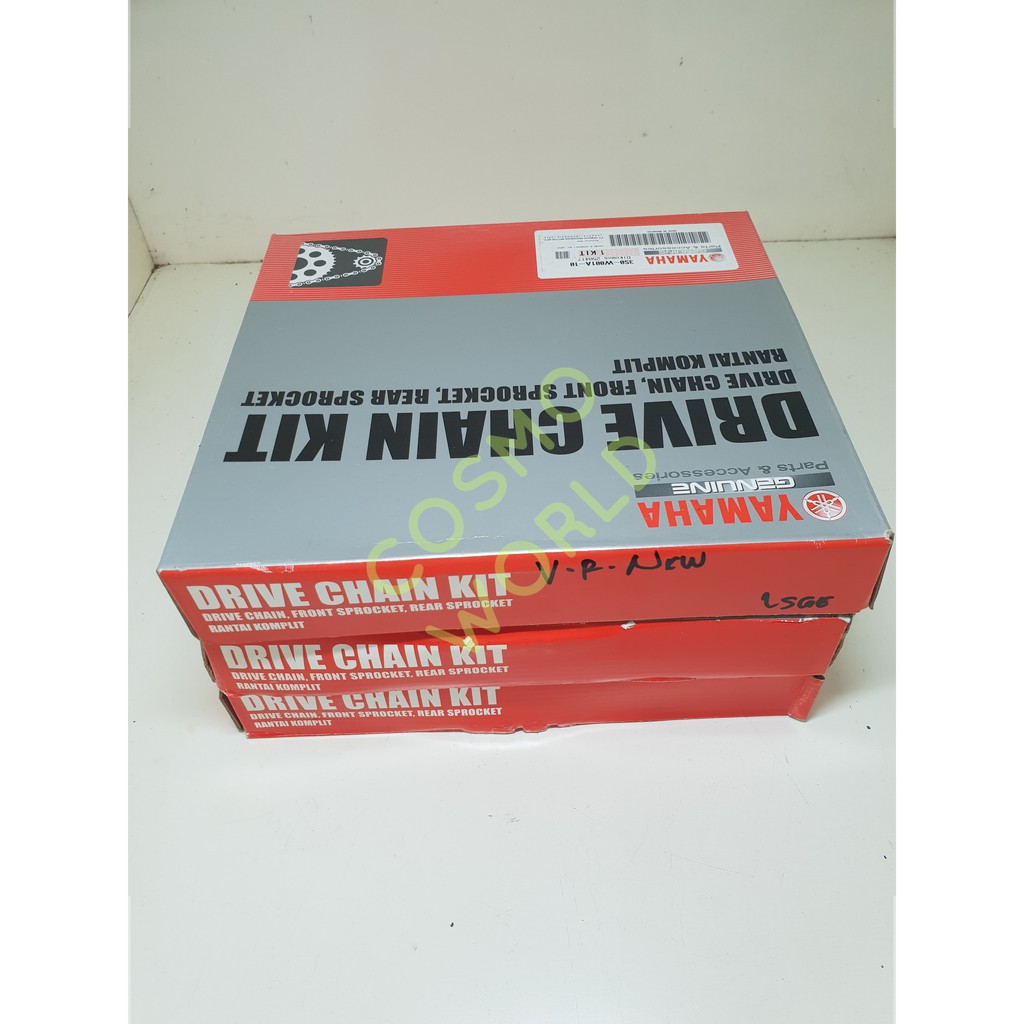 YAMAHA
GENUINE
Parts & Accessories
3S0-W001A-10
1 KIT
YAMAHA
GENUINE
Parts & Accessories
DRIVE CHAIN KIT
DRIVE CHAIN, FRONT SPROCKET, REAR SPROCKET
RANTAI KOMPLIT
COSMO
WORLD
DRIVE CHAIN KIT
DRIVE CHAIN, FRONT SPROCKET, REAR SPROCKET
RANTAI KOMPLIT
V.R. NEW
DRIVE CHAIN KIT
DRIVE CHAIN, FRONT SPROCKET, REAR SPROCKET
RANTAI KOMPLIT
DRIVE CHAIN KIT
DRIVE CHAIN, FRONT SPROCKET, REAR SPROCKET
RANTAI KOMPLIT